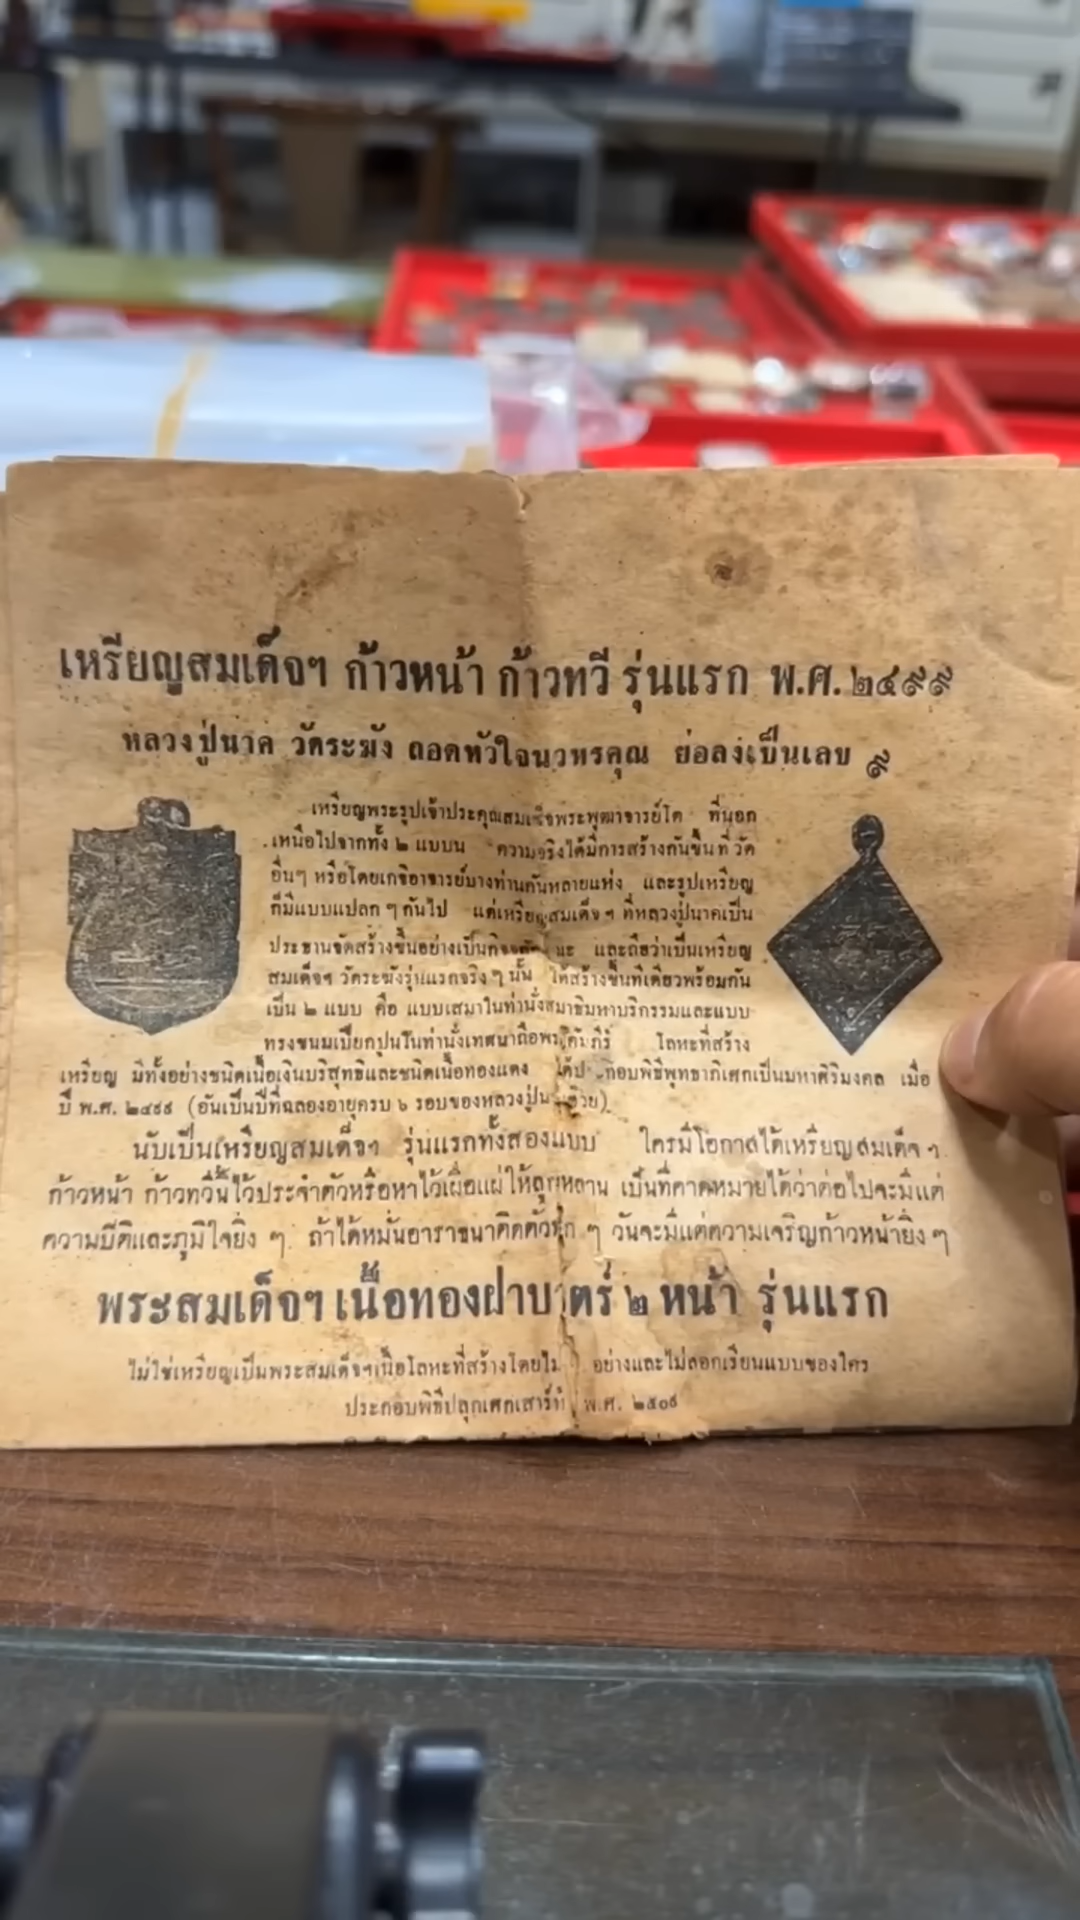 เหรียญสมเด็จฯ ก้าวหน้า ก้าวทวี รุ่นแรก พ.ศ. ๒๔๙๙
หลวงปู่นาค วัดระฆัง ถอดหัวใจนวหรคุณ ย่อลงเป็นเลข ๙
เหรียญพระรูปเจ้าประคุณสมเด็จพระพุฒาจารย์โต ที่นอก
เหนือไปจากทั้ง ๒ แบบน ความจริงได้มีการสร้างกันขึ้นที่วัด
อื่นๆ หรือโดยเกจิอาจารย์บางท่านกันหลายแห่ง และรูปเหรียญ
ก็มีแบบแปลก ๆ กันไป แต่เหรียญสมเด็จฯ ที่หลวงปู่นาคเป็น
ประธานจัดสร้างขึ้นอย่างเป็น นะ และถือว่าเป็นเหรียญ
สมเด็จฯ วัดระฆังรุ่นแรกจริง ๆ นั้น ได้สร้างขึ้นทีเดียวพร้อมกัน
เป็น ๒ แบบ คือ แบบเสมาในท่านั่งสมาธิมหาบริกรรมและแบบ
ทรงขนมเปียกปูนในท่านั่งเทศนาถือพระคัมภีร์ โลหะที่สร้าง
เหรียญ มีทั้งอย่างชนิดเนื้อเงินบริสุทธิและชนิดเนื้อทองแดง ได้ป กอบพิธีพุทธาภิเศกเป็นมหาศิริมงคล เมื่อ
ปี พ.ศ. ๒๔๙๙ (อันเป็นปีที่ฉลองอายุครบ ๖ รอบของหลวงปู่น ด้วย)
นับเป็นเหรียญสมเด็จฯ รุ่นแรกทั้งสองแบบ ใครมีโอกาสได้เหรียญสมเด็จ ฯ
ก้าวหน้า ก้าวทวีนี้ไว้ประจำตัวหรือหาไว้เผื่อแผ่ให้ลูกหลาน เป็นที่คาดหมายได้ว่าต่อไปจะมีแต่
ความปีติและภูมิใจยิ่ง ๆ ถ้าได้หมั่นอาราธนาติดตัวทุก ๆ วันจะมีแต่ความเจริญก้าวหน้ายิ่ง ๆ
พระสมเด็จฯ เนื้อทองฝาบาตร์ ๒ หน้า รุ่นแรก
ไม่ใช่เหรียญเป็นพระสมเด็จฯเนื้อโลหะที่สร้างโดยไม อย่างและไม่ลอกเรียนแบบของใคร
ประกอบพิธีปลุกเศกเสาร์ห้ พ.ศ. ๒๕๐๙